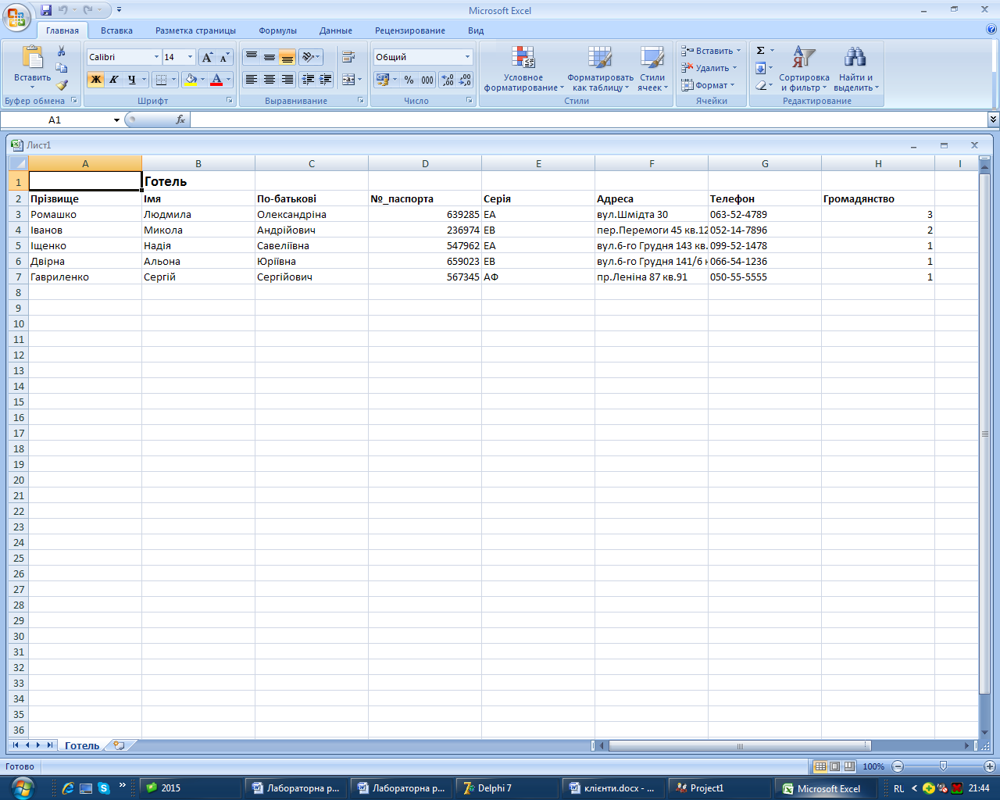 Microsoft Excel
Главная Вставка Разметка страницы Формулы Данные Рецензирование Вид
Вставить
Буфер обмена
Calibri 14
Ж К Ч
Шрифт
Выравнивание
Общий
% 000
Число
Условное форматирование
Форматировать как таблицу
Стили ячеек
Стили
Вставить
Удалить
Формат
Ячейки
Σ
Сортировка и фильтр
Найти и выделить
Редактирование
A1 fx
Лист1
A B C D E F G H I
1 Готель
2 Прізвище Імя По-батькові №_паспорта Серія Адреса Телефон Громадянство
3 Ромашко Людмила Олександріна 639285 ЕА вул.Шмідта 30 063-52-4789 3
4 Іванов Микола Андрійович 236974 ЕВ пер.Перемоги 45 кв.12 052-14-7896 2
5 Іщенко Надія Савеліївна 547962 ЕА вул.6-го Грудня 143 кв. 099-52-1478 1
6 Двірна Альона Юріївна 659023 ЕВ вул.6-го Грудня 141/6 066-54-1236 1
7 Гавриленко Сергій Сергійович 567345 АФ пр.Леніна 87 кв.91 050-55-5555 1
8
9
10
11
12
13
14
15
16
17
18
19
20
21
22
23
24
25
26
27
28
29
30
31
32
33
34
35
36
Готель
Готово 100%
2015 Лабораторна р... Лабораторна р... Delphi 7 клієнти.docx - ... Project1 Microsoft Excel RU 21:44